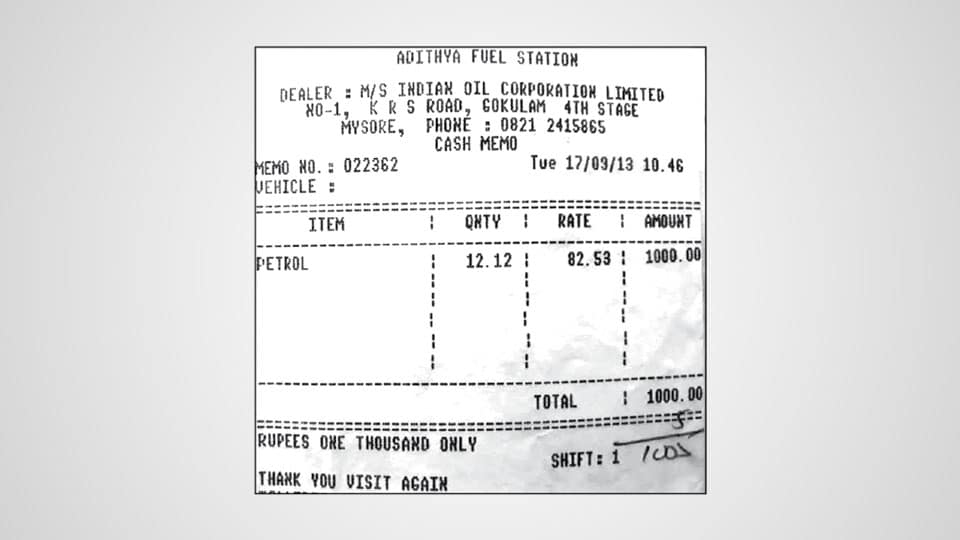 ADITHYA FUEL STATION
DEALER : M/S INDIAN OIL CORPORATION LIMITED
NO-1, K R S ROAD, GOKULAM 4TH STAGE
MYSORE, PHONE : 0821 2415865
CASH MEMO
MEMO NO. : 022362 Tue 17/09/13 10.46
VEHICLE :
ITEM | QNTY | RATE | AMOUNT
PETROL | 12.12 | 82.53 | 1000.00
TOTAL | 1000.00
5
RUPEES ONE THOUSAND ONLY
SHIFT: 1 1005
THANK YOU VISIT AGAIN